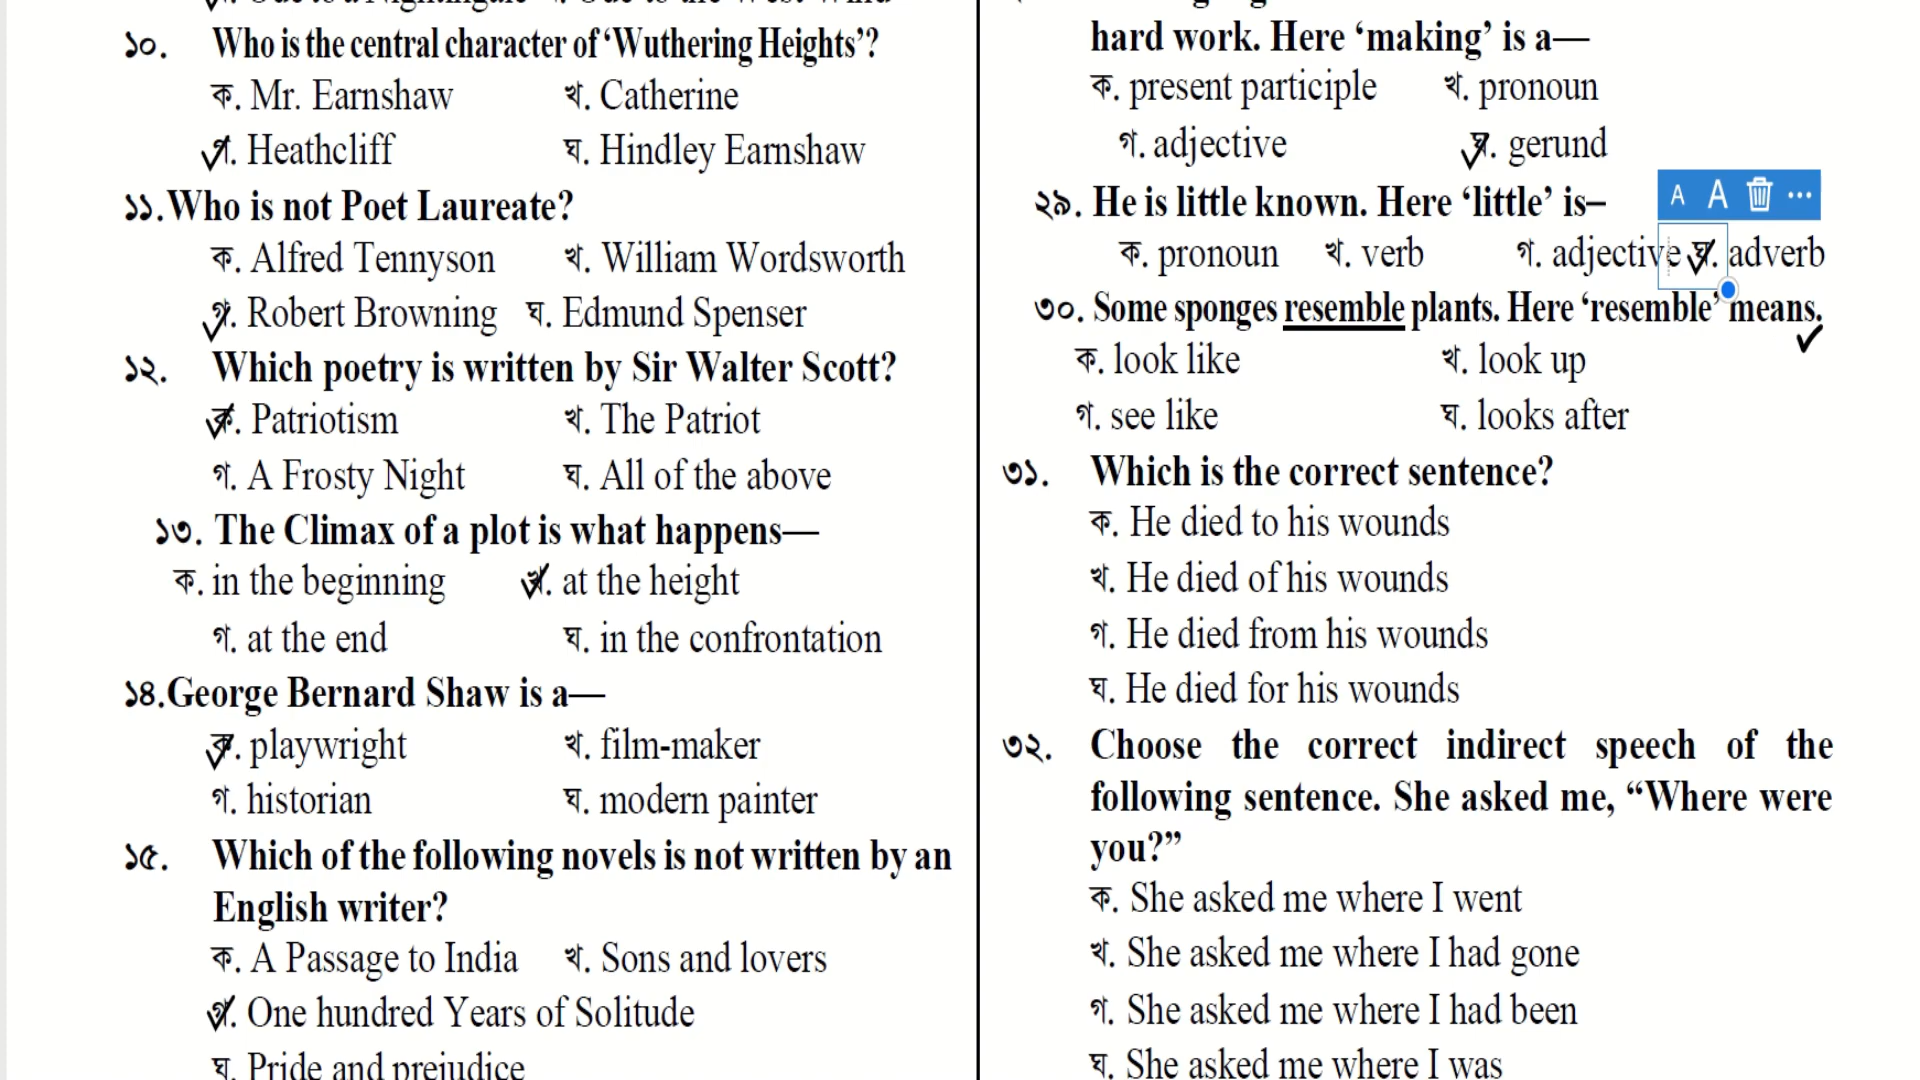 Ode to a Nightingale Ode to the West Wind
১০. Who is the central character of ‘Wuthering Heights’?
ক. Mr. Earnshaw খ. Catherine
গ. Heathcliff ঘ. Hindley Earnshaw
১১.Who is not Poet Laureate?
ক. Alfred Tennyson খ. William Wordsworth
গ. Robert Browning ঘ. Edmund Spenser
১২. Which poetry is written by Sir Walter Scott?
ক. Patriotism খ. The Patriot
গ. A Frosty Night ঘ. All of the above
১৩. The Climax of a plot is what happens—
ক. in the beginning খ. at the height
গ. at the end ঘ. in the confrontation
১৪.George Bernard Shaw is a—
ক. playwright খ. film-maker
গ. historian ঘ. modern painter
১৫. Which of the following novels is not written by an
English writer?
ক. A Passage to India খ. Sons and lovers
গ. One hundred Years of Solitude
ঘ. Pride and prejudice
hard work. Here ‘making’ is a—
ক. present participle খ. pronoun
গ. adjective ঘ. gerund
A A ...
২৯. He is little known. Here ‘little’ is–
ক. pronoun খ. verb গ. adjective ঘ. adverb
৩০. Some sponges resemble plants. Here ‘resemble’ means.
ক. look like খ. look up
গ. see like ঘ. looks after
৩১. Which is the correct sentence?
ক. He died to his wounds
খ. He died of his wounds
গ. He died from his wounds
ঘ. He died for his wounds
৩২. Choose the correct indirect speech of the
following sentence. She asked me, “Where were
you?”
ক. She asked me where I went
খ. She asked me where I had gone
গ. She asked me where I had been
ঘ. She asked me where I was